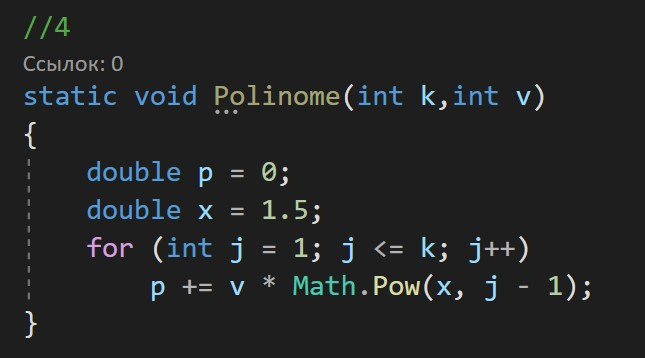 //4
Ссылок: 0
static void Polinome(int k,int v)
{
double p = 0;
double x = 1.5;
for (int j = 1; j <= k; j++)
p += v * Math.Pow(x, j - 1);
}